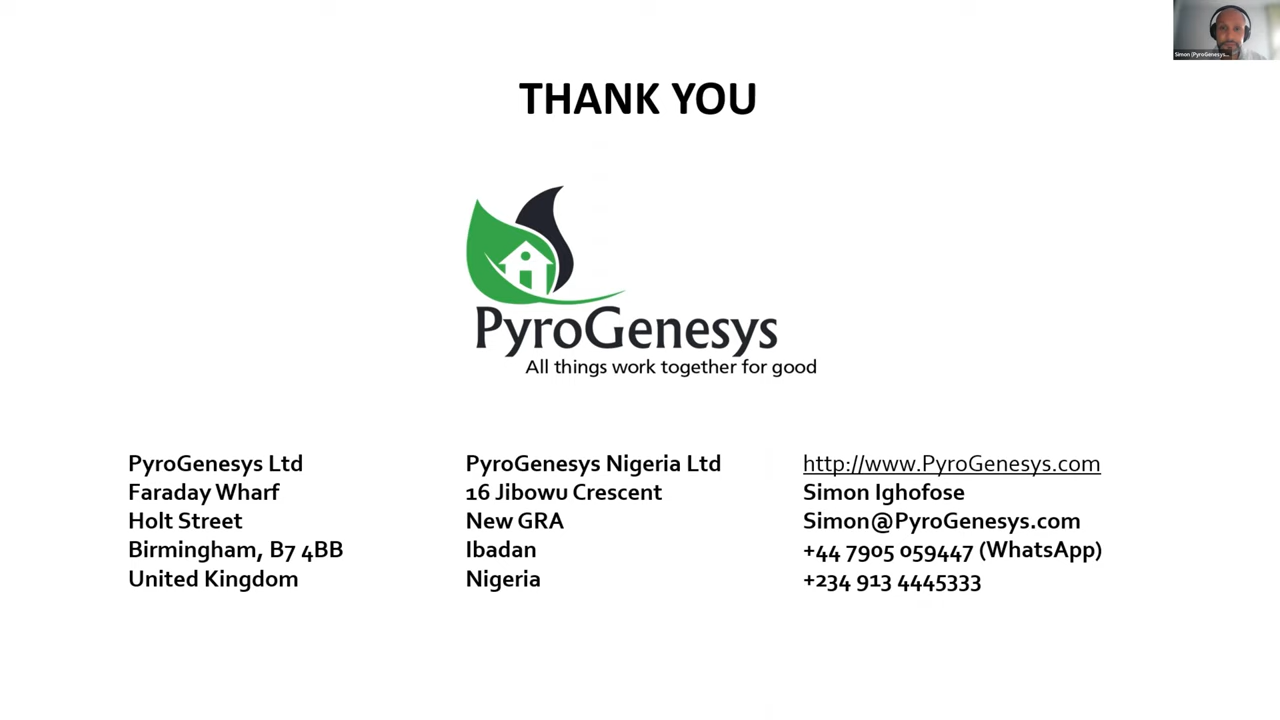 Simon (PyroGenesys...
THANK YOU
PyroGenesys
All things work together for good
PyroGenesys Ltd
Faraday Wharf
Holt Street
Birmingham, B7 4BB
United Kingdom
PyroGenesys Nigeria Ltd
16 Jibowu Crescent
New GRA
Ibadan
Nigeria
http://www.PyroGenesys.com
Simon Ighofose
Simon@PyroGenesys.com
+44 7905 059447 (WhatsApp)
+234 913 4445333